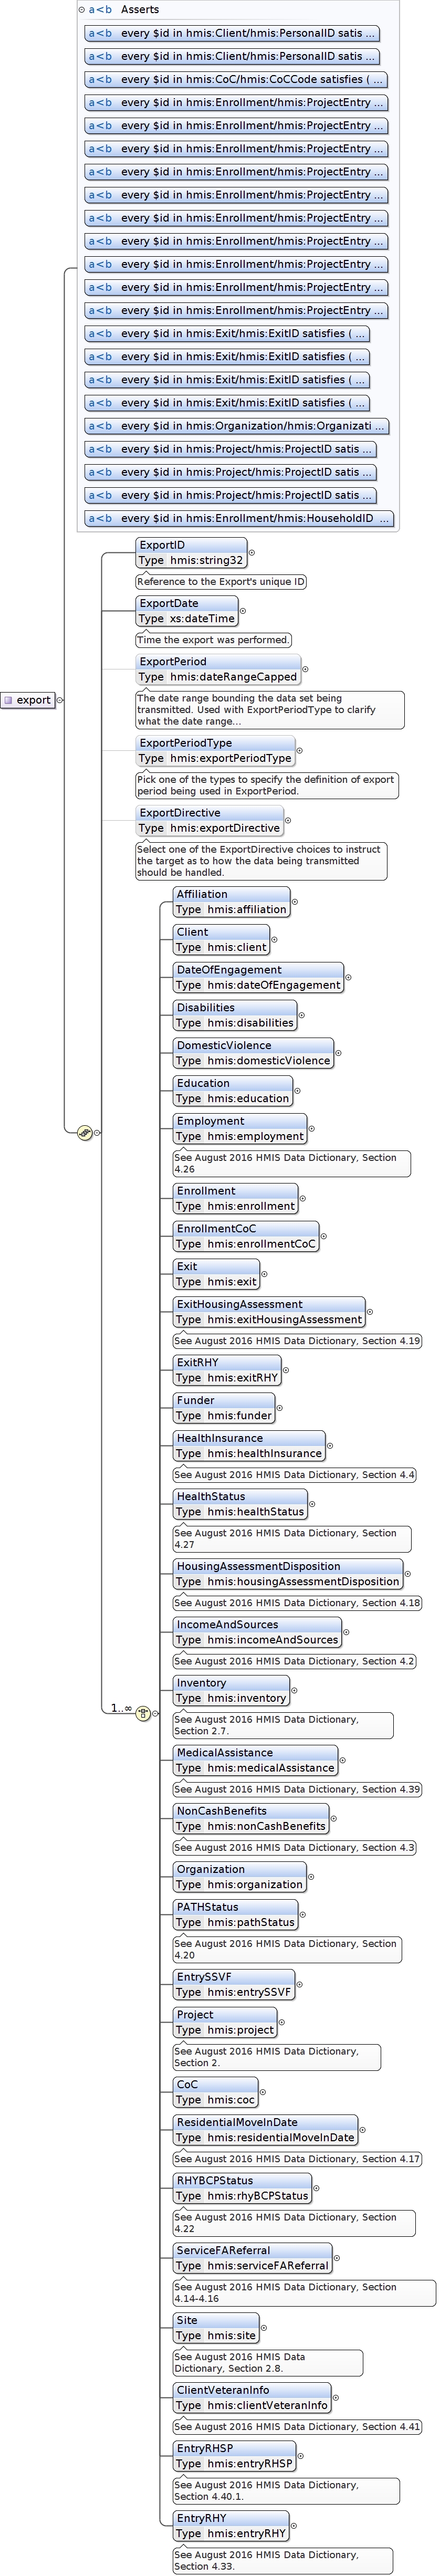 a<b Asserts
a<b every $id in hmis:Client/hmis:PersonalID satis ...
a<b every $id in hmis:Client/hmis:PersonalID satis ...
a<b every $id in hmis:CoC/hmis:CoCCode satisfies ( ...
a<b every $id in hmis:Enrollment/hmis:ProjectEntry ...
a<b every $id in hmis:Enrollment/hmis:ProjectEntry ...
a<b every $id in hmis:Enrollment/hmis:ProjectEntry ...
a<b every $id in hmis:Enrollment/hmis:ProjectEntry ...
a<b every $id in hmis:Enrollment/hmis:ProjectEntry ...
a<b every $id in hmis:Enrollment/hmis:ProjectEntry ...
a<b every $id in hmis:Enrollment/hmis:ProjectEntry ...
a<b every $id in hmis:Enrollment/hmis:ProjectEntry ...
a<b every $id in hmis:Enrollment/hmis:ProjectEntry ...
a<b every $id in hmis:Enrollment/hmis:ProjectEntry ...
a<b every $id in hmis:Exit/hmis:ExitID satisfies ( ...
a<b every $id in hmis:Exit/hmis:ExitID satisfies ( ...
a<b every $id in hmis:Exit/hmis:ExitID satisfies ( ...
a<b every $id in hmis:Exit/hmis:ExitID satisfies ( ...
a<b every $id in hmis:Organization/hmis:Organizati ...
a<b every $id in hmis:Project/hmis:ProjectID satis ...
a<b every $id in hmis:Project/hmis:ProjectID satis ...
a<b every $id in hmis:Project/hmis:ProjectID satis ...
a<b every $id in hmis:Enrollment/hmis:HouseholdID ...
export
ExportID
Type hmis:string32
Reference to the Export's unique ID
ExportDate
Type xs:dateTime
Time the export was performed.
ExportPeriod
Type hmis:dateRangeCapped
The date range bounding the data set being
transmitted. Used with ExportPeriodType to clarify
what the date range...
ExportPeriodType
Type hmis:exportPeriodType
Pick one of the types to specify the definition of export
period being used in ExportPeriod.
ExportDirective
Type hmis:exportDirective
Select one of the ExportDirective choices to instruct
the target as to how the data being transmitted
should be handled.
1..∞
Affiliation
Type hmis:affiliation
Client
Type hmis:client
DateOfEngagement
Type hmis:dateOfEngagement
Disabilities
Type hmis:disabilities
DomesticViolence
Type hmis:domesticViolence
Education
Type hmis:education
Employment
Type hmis:employment
See August 2016 HMIS Data Dictionary, Section
4.26
Enrollment
Type hmis:enrollment
EnrollmentCoC
Type hmis:enrollmentCoC
Exit
Type hmis:exit
ExitHousingAssessment
Type hmis:exitHousingAssessment
See August 2016 HMIS Data Dictionary, Section 4.19
ExitRHY
Type hmis:exitRHY
Funder
Type hmis:funder
HealthInsurance
Type hmis:healthInsurance
See August 2016 HMIS Data Dictionary, Section 4.4
HealthStatus
Type hmis:healthStatus
See August 2016 HMIS Data Dictionary, Section
4.27
HousingAssessmentDisposition
Type hmis:housingAssessmentDisposition
See August 2016 HMIS Data Dictionary, Section 4.18
IncomeAndSources
Type hmis:incomeAndSources
See August 2016 HMIS Data Dictionary, Section 4.2
Inventory
Type hmis:inventory
See August 2016 HMIS Data Dictionary,
Section 2.7.
MedicalAssistance
Type hmis:medicalAssistance
See August 2016 HMIS Data Dictionary, Section 4.39
NonCashBenefits
Type hmis:nonCashBenefits
See August 2016 HMIS Data Dictionary, Section 4.3
Organization
Type hmis:organization
PATHStatus
Type hmis:pathStatus
See August 2016 HMIS Data Dictionary, Section
4.20
EntrySSVF
Type hmis:entrySSVF
Project
Type hmis:project
See August 2016 HMIS Data Dictionary,
Section 2.
CoC
Type hmis:coc
ResidentialMoveInDate
Type hmis:residentialMoveInDate
See August 2016 HMIS Data Dictionary, Section 4.17
RHYBCPStatus
Type hmis:rhyBCPStatus
See August 2016 HMIS Data Dictionary, Section
4.22
ServiceFAReferral
Type hmis:serviceFAReferral
See August 2016 HMIS Data Dictionary, Section
4.14-4.16
Site
Type hmis:site
See August 2016 HMIS Data
Dictionary, Section 2.8.
ClientVeteranInfo
Type hmis:clientVeteranInfo
See August 2016 HMIS Data Dictionary, Section 4.41
EntryRHSP
Type hmis:entryRHSP
See August 2016 HMIS Data Dictionary,
Section 4.40.1.
EntryRHY
Type hmis:entryRHY
See August 2016 HMIS Data Dictionary,
Section 4.33.